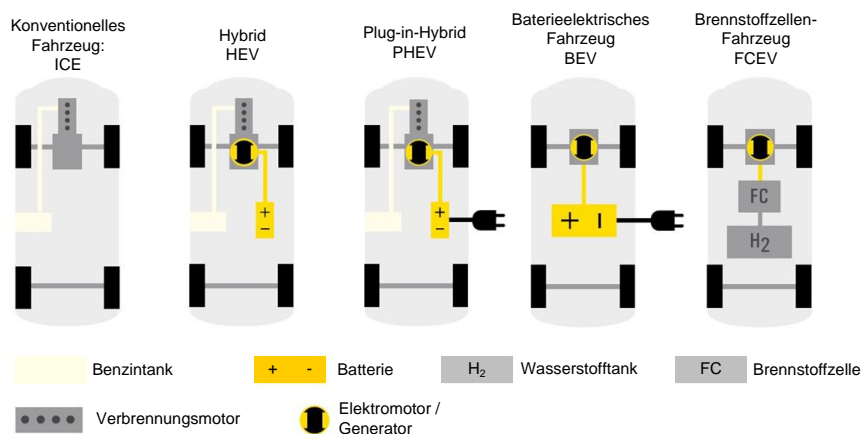 Konventionelles
Fahrzeug:
ICE
Hybrid
HEV
Plug-in-Hybrid
PHEV
Baterieelektrisches
Fahrzeug
BEV
Brennstoffzellen-
Fahrzeug
FCEV
+
–
+
–
+ –
FC
H2
Benzintank
+ - Batterie
H2 Wasserstofftank
FC Brennstoffzelle
Verbrennungsmotor
Elektromotor /
Generator